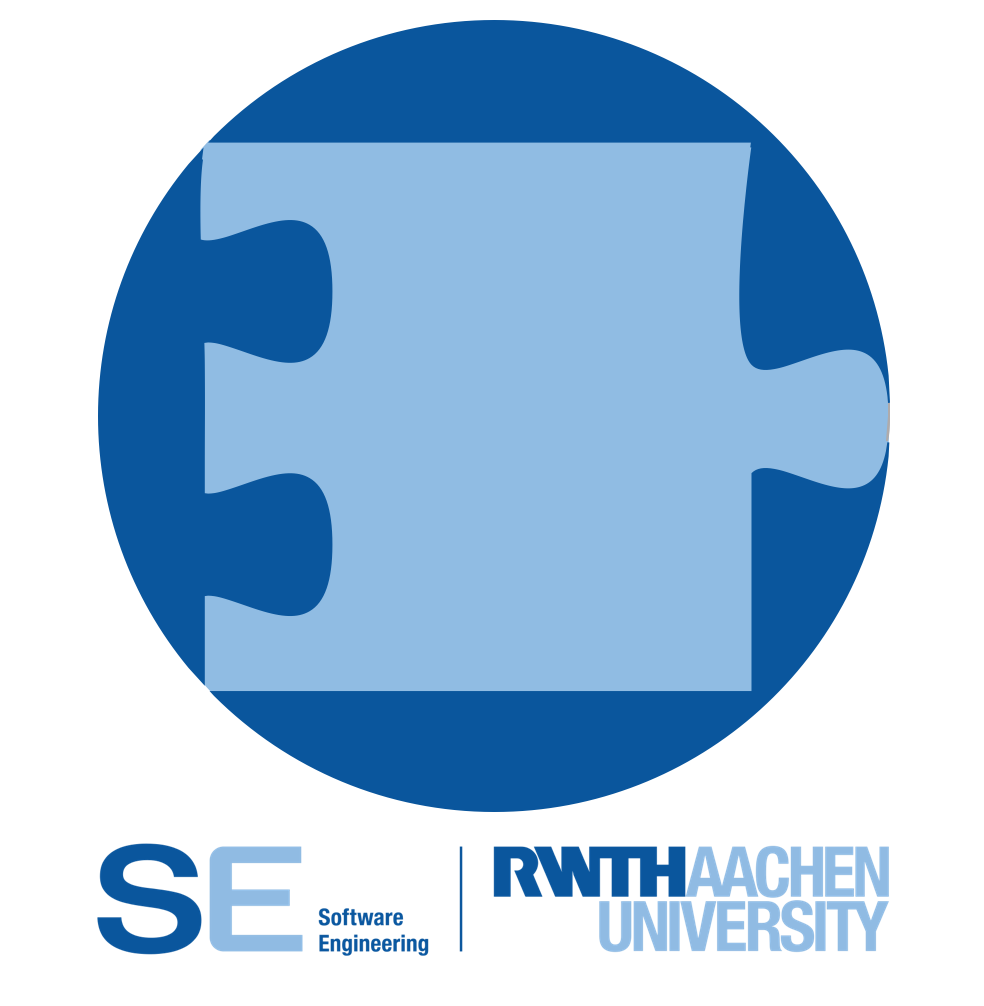 SE
Software
Engineering
RWTHAACHEN
UNIVERSITY